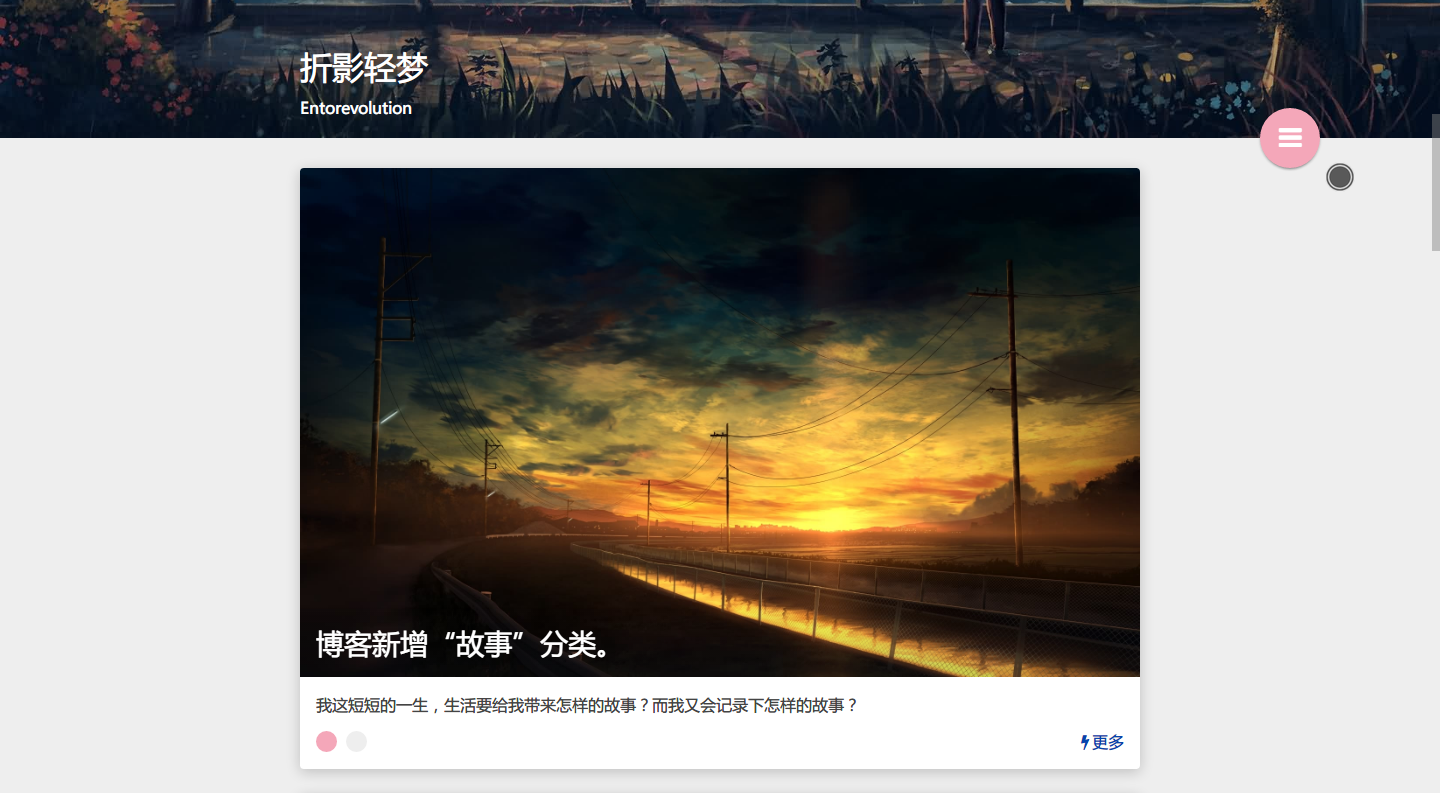 折影轻梦
Entorevolution
博客新增“故事”分类。
我这短短的一生，生活要给我带来怎样的故事？而我又会记录下怎样的故事？
更多